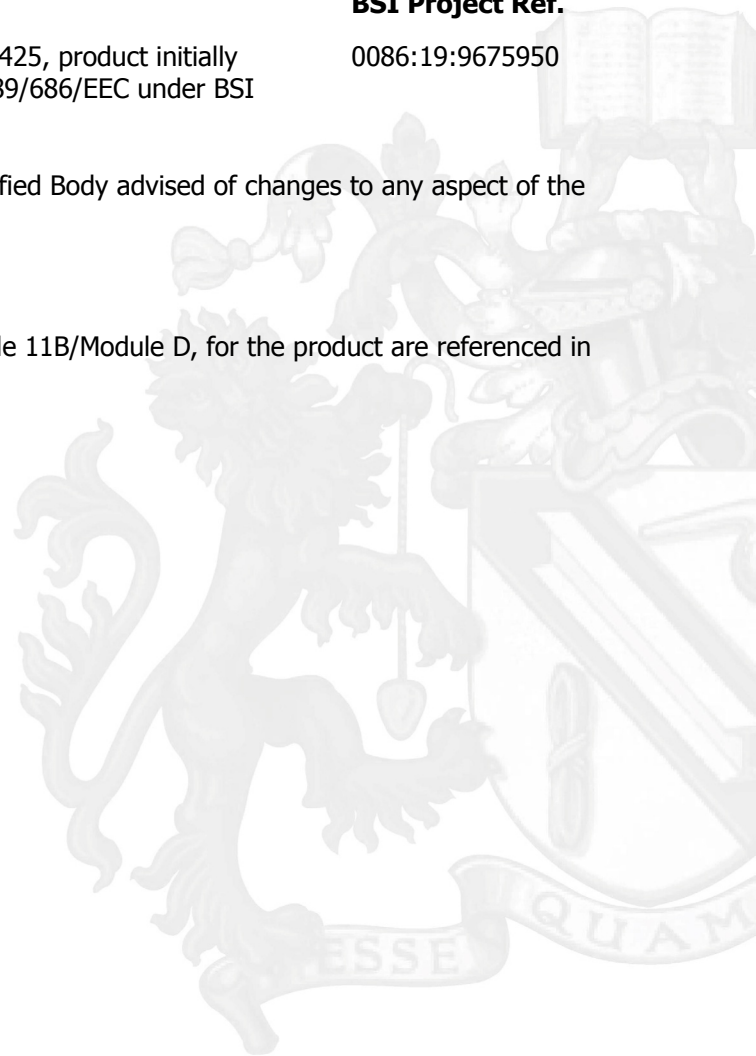 BSI Project Ref.
425, product initially 0086:19:9675950
89/686/EEC under BSI
fied Body advised of changes to any aspect of the
le 11B/Module D, for the product are referenced in
ESSE QUAM